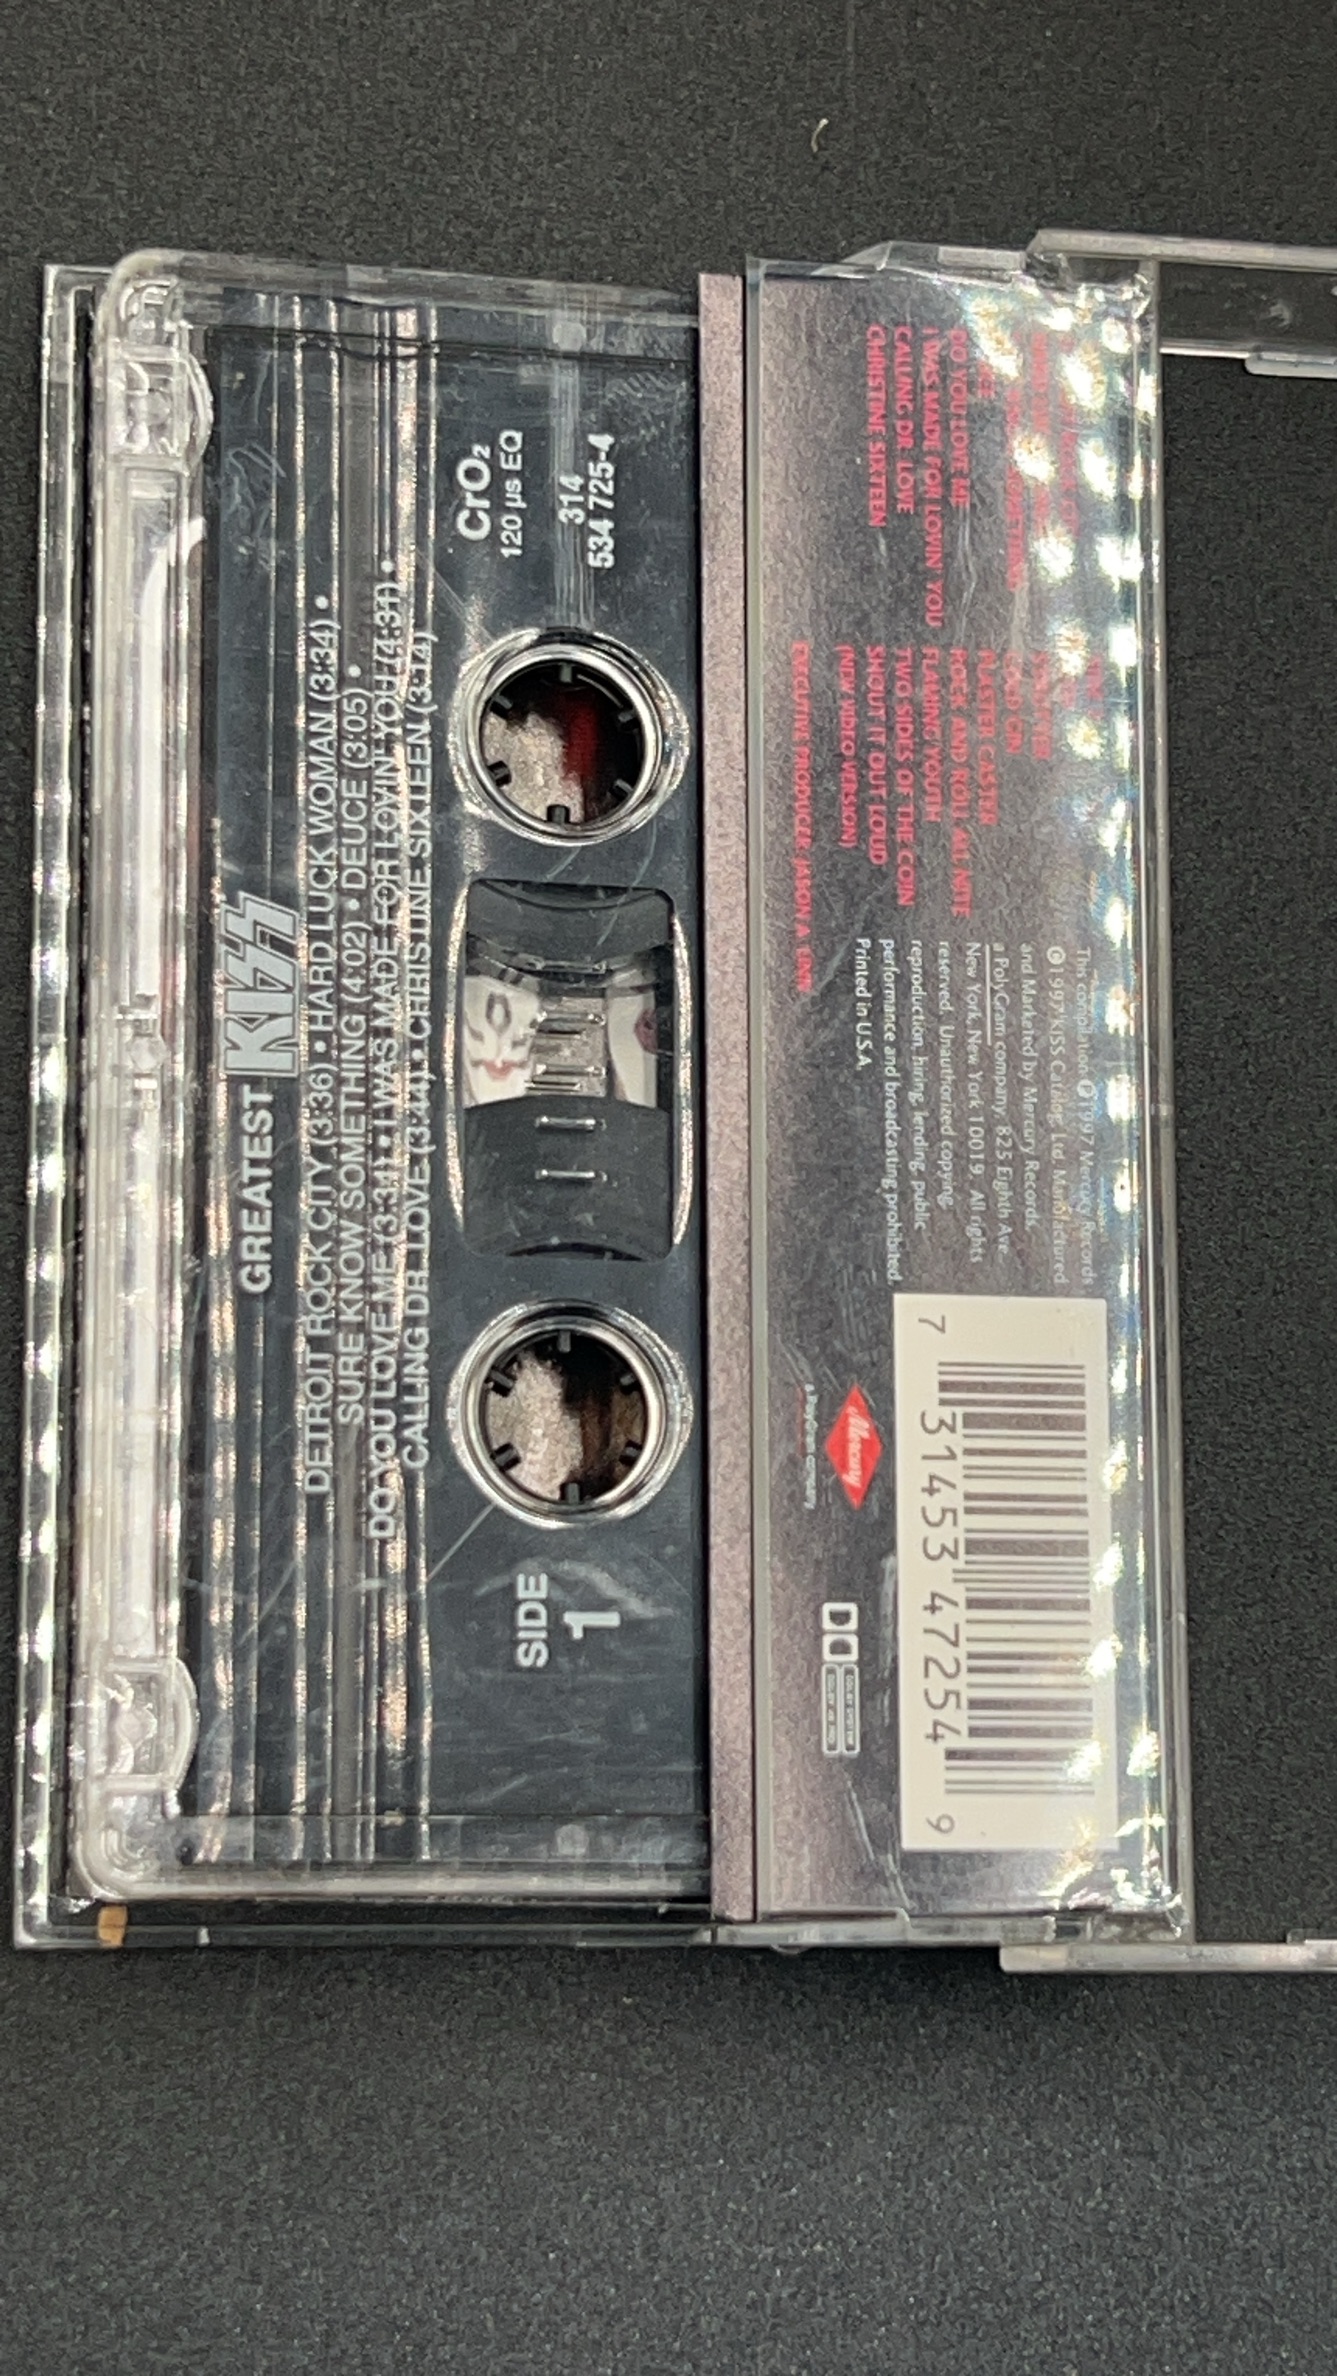 GREATEST KISS
DETROIT ROCK CITY (3:36) • HARD LUCK WOMAN (3:34) •
SURE KNOW SOMETHING (4:02) • DEUCE (3:05) •
DO YOU LOVE ME (3:34) • I WAS MADE FOR LOVIN' YOU (4:31) •
CALLING DR. LOVE (3:44) • CHRISTINE SIXTEEN (3:14)
SIDE
1
CrO₂
120 µs EQ
314
534 725-4
DO YOU LOVE ME
I WAS MADE FOR LOVIN' YOU
CALLING DR. LOVE
CHRISTINE SIXTEEN
COLD GIN
PLASTER CASTER
ROCK AND ROLL ALL NITE
FLAMING YOUTH
TWO SIDES OF THE COIN
SHOUT IT OUT LOUD
(NEW VIDEO VERSION)
EXECUTIVE PRODUCER: JASON A.
This compilation ℗ 1997 Mercury Records
© 1997 KISS Catalog Ltd. Manufactured
and Marketed by Mercury Records,
a PolyGram company, 825 Eighth Ave.
New York, New York 10019. All rights
reserved. Unauthorized copying,
reproduction, hiring, lending, public
performance and broadcasting prohibited.
Printed in U.S.A.
Mercury
a PolyGram company
7 31453 47254 9